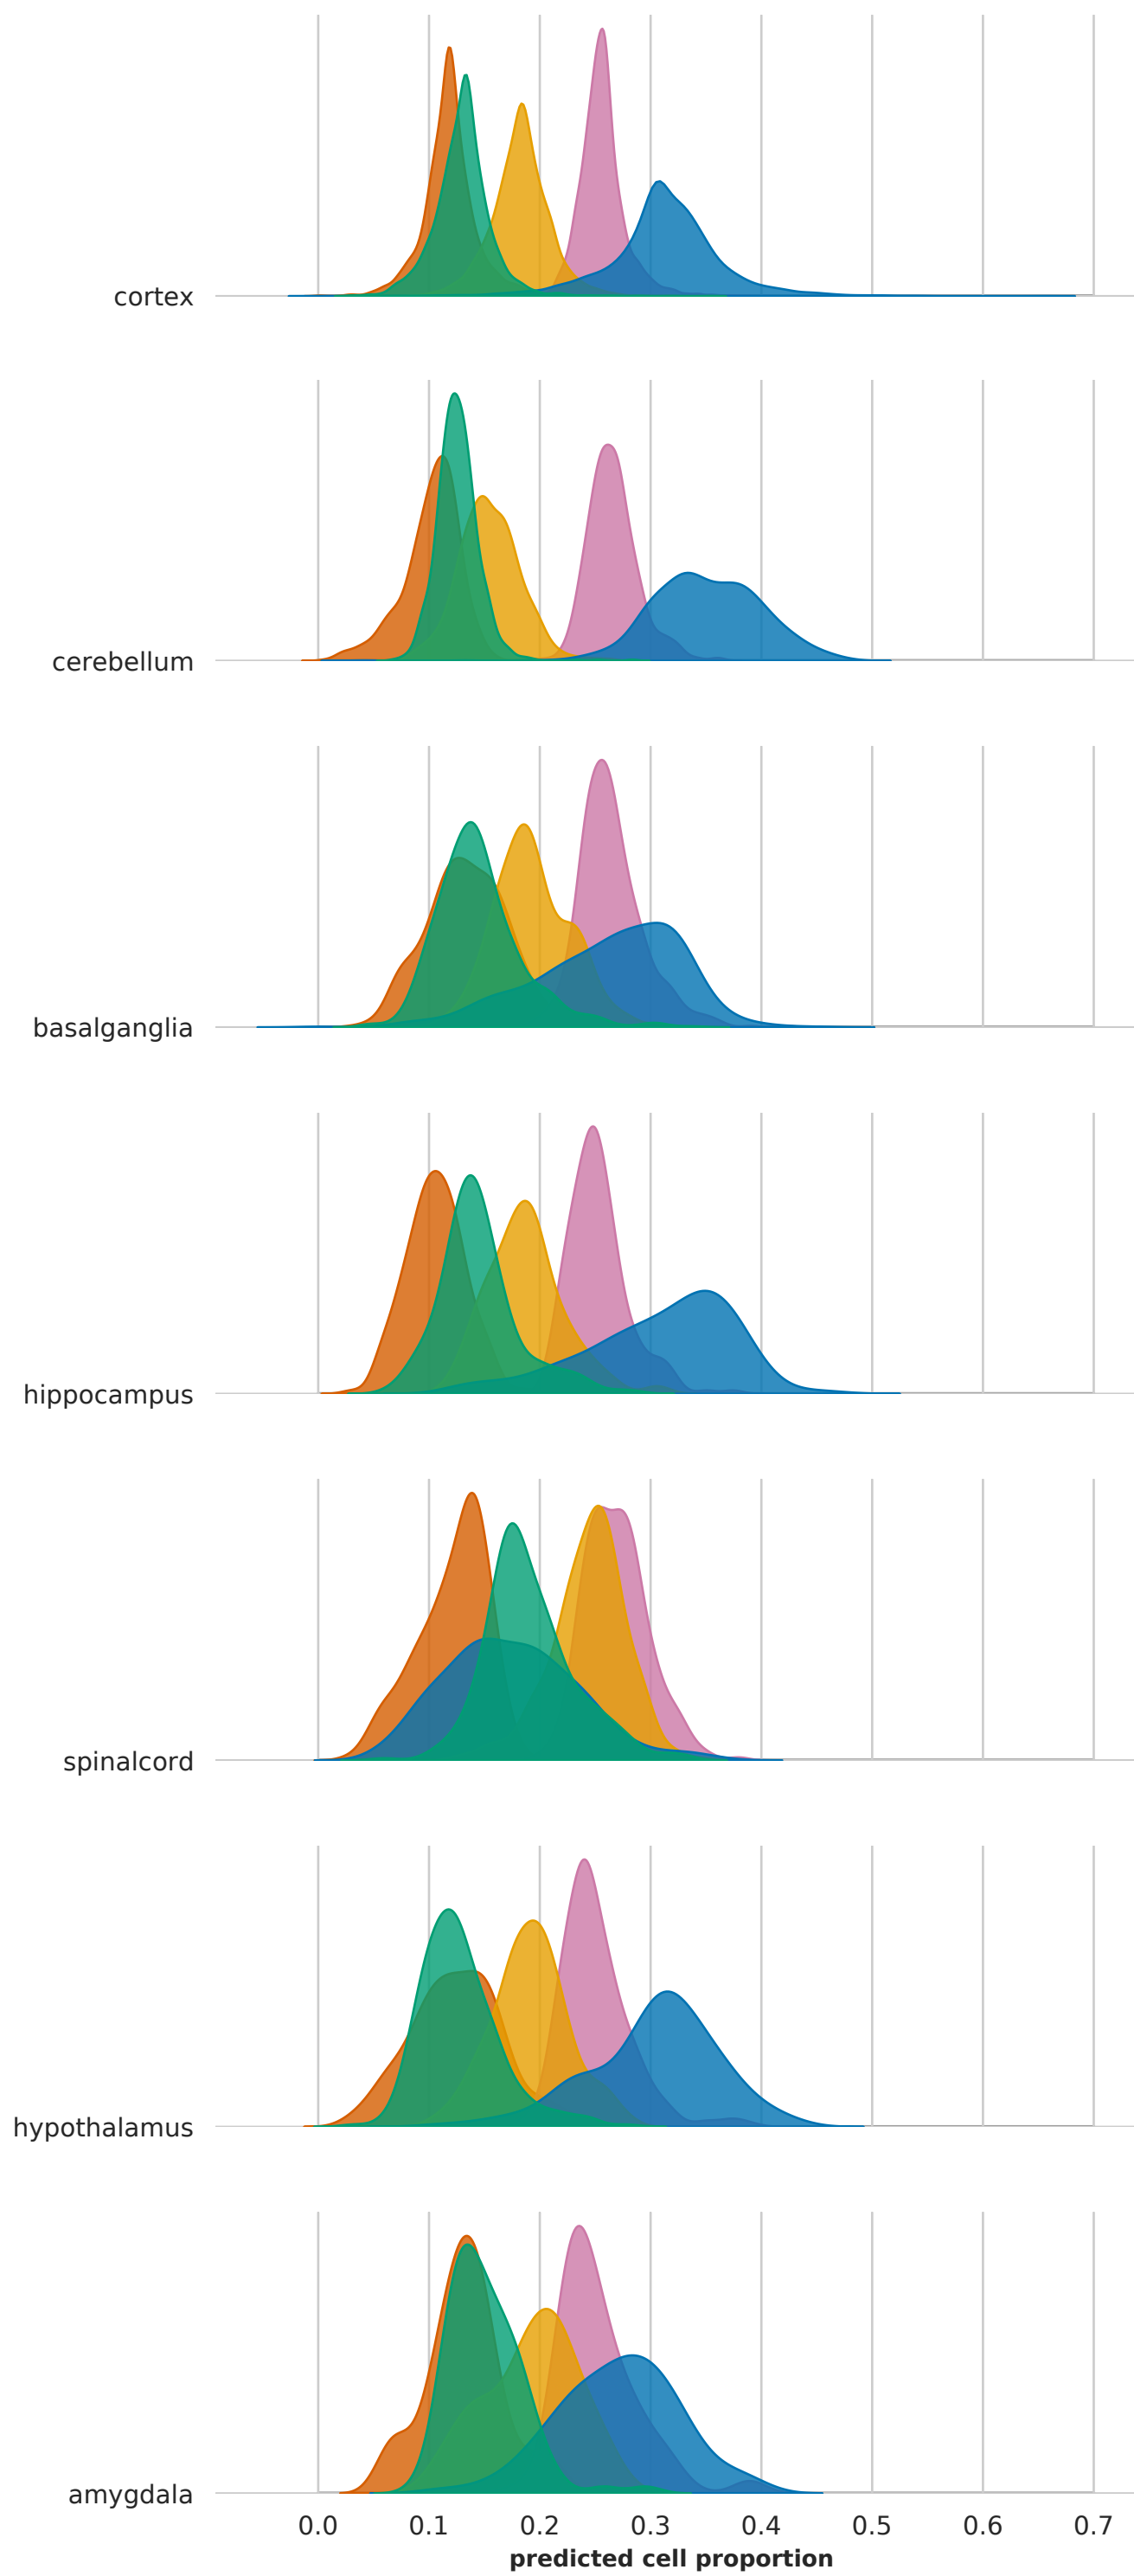 cortex
cerebellum
basalganglia
hippocampus
spinalcord
hypothalamus
amygdala
0.0 0.1 0.2 0.3 0.4 0.5 0.6 0.7
predicted cell proportion